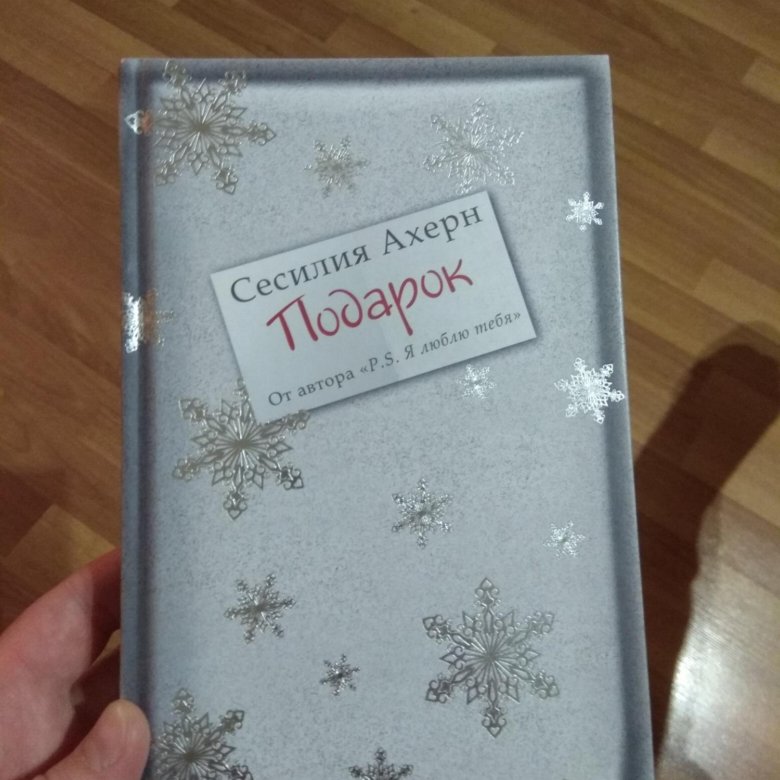 Сесилия Ахерн
Подарок
От автора «P.S. Я люблю тебя»